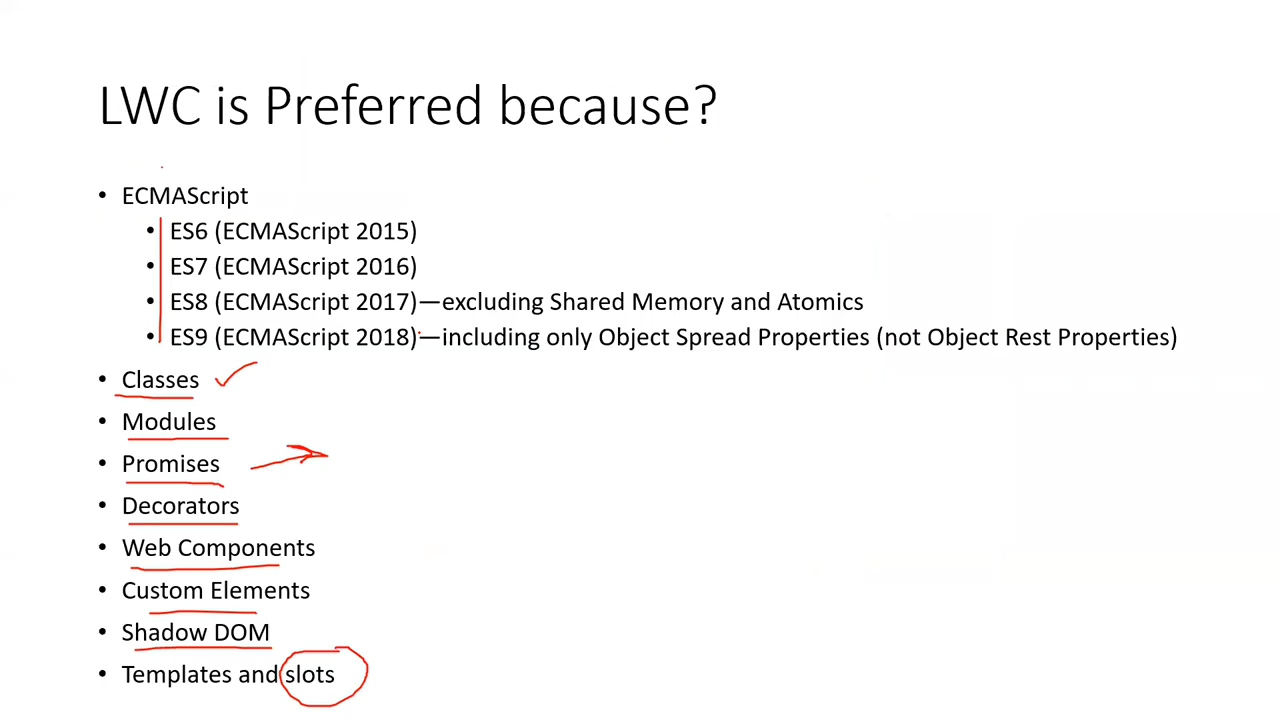 LWC is Preferred because?
• ECMAScript
• ES6 (ECMAScript 2015)
• ES7 (ECMAScript 2016)
• ES8 (ECMAScript 2017)—excluding Shared Memory and Atomics
• ES9 (ECMAScript 2018)—including only Object Spread Properties (not Object Rest Properties)
• Classes
• Modules
• Promises
• Decorators
• Web Components
• Custom Elements
• Shadow DOM
• Templates and slots